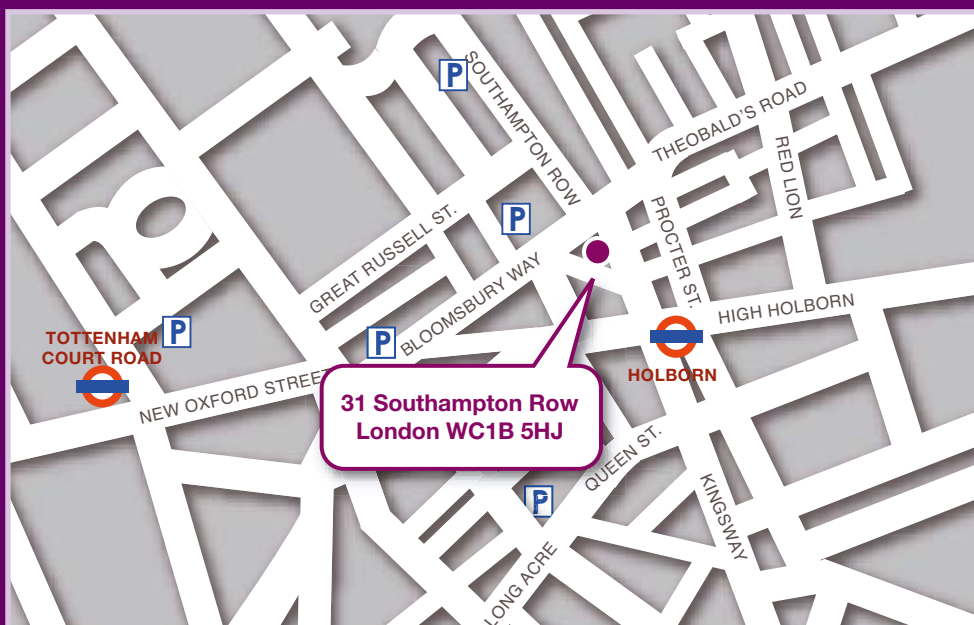 P
SOUTHAMPTON ROW
THEOBALD'S ROAD
RED LION
PROCTER ST.
P
GREAT RUSSELL ST.
BLOOMSBURY WAY
HIGH HOLBORN
P
TOTTENHAM
COURT ROAD
P
HOLBORN
NEW OXFORD STREET
31 Southampton Row
London WC1B 5HJ
QUEEN ST.
P
KINGSWAY
LONG ACRE